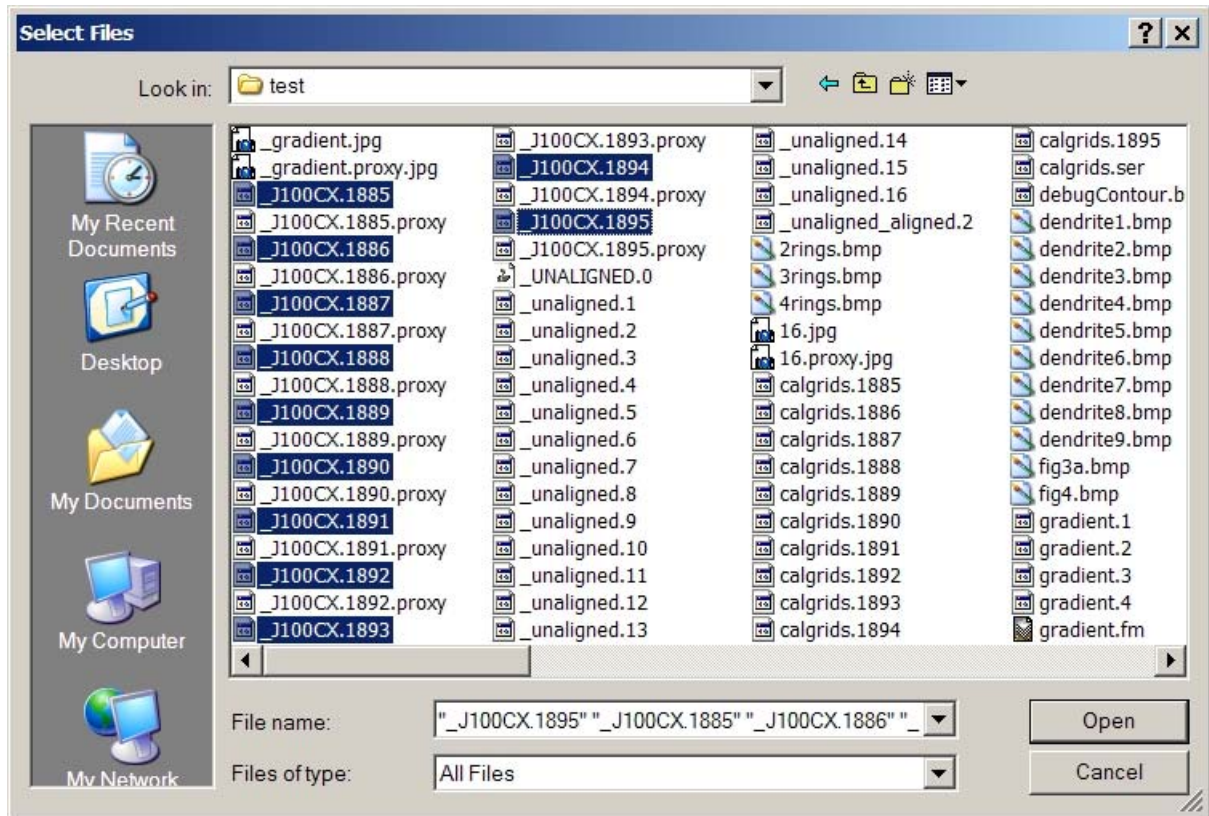 Select Files
Look in: test
My Recent
Documents
Desktop
My Documents
My Computer
My Network
_gradient.jpg
_gradient.proxy.jpg
_J100CX.1885
_J100CX.1885.proxy
_J100CX.1886
_J100CX.1886.proxy
_J100CX.1887
_J100CX.1887.proxy
_J100CX.1888
_J100CX.1888.proxy
_J100CX.1889
_J100CX.1889.proxy
_J100CX.1890
_J100CX.1890.proxy
_J100CX.1891
_J100CX.1891.proxy
_J100CX.1892
_J100CX.1892.proxy
_J100CX.1893
_J100CX.1893.proxy
_J100CX.1894
_J100CX.1894.proxy
_J100CX.1895
_J100CX.1895.proxy
_UNALIGNED.0
_unaligned.1
_unaligned.2
_unaligned.3
_unaligned.4
_unaligned.5
_unaligned.6
_unaligned.7
_unaligned.8
_unaligned.9
_unaligned.10
_unaligned.11
_unaligned.12
_unaligned.13
_unaligned.14
_unaligned.15
_unaligned.16
_unaligned_aligned.2
2rings.bmp
3rings.bmp
4rings.bmp
16.jpg
16.proxy.jpg
calgrids.1885
calgrids.1886
calgrids.1887
calgrids.1888
calgrids.1889
calgrids.1890
calgrids.1891
calgrids.1892
calgrids.1893
calgrids.1894
calgrids.1895
calgrids.ser
debugContour.b
dendrite1.bmp
dendrite2.bmp
dendrite3.bmp
dendrite4.bmp
dendrite5.bmp
dendrite6.bmp
dendrite7.bmp
dendrite8.bmp
dendrite9.bmp
fig3a.bmp
fig4.bmp
gradient.1
gradient.2
gradient.3
gradient.4
gradient.fm
File name: "_J100CX.1895" "_J100CX.1885" "_J100CX.1886" "_
Open
Files of type: All Files
Cancel